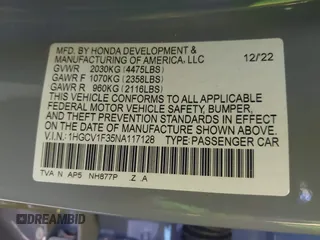 MFD. BY HONDA DEVELOPMENT &
MANUFACTURING OF AMERICA, LLC 12/22
GVWR 2030KG (4475LBS)
GAWR F 1070KG (2358LBS)
GAWR R 960KG (2116LBS)
THIS VEHICLE CONFORMS TO ALL APPLICABLE
FEDERAL MOTOR VEHICLE SAFETY, BUMPER,
AND THEFT PREVENTION STANDARDS IN EFFECT
ON THE DATE OF MANUFACTURE SHOWN ABOVE.
V.I.N.: 1HGCV1F35NA117128 TYPE: PASSENGER CAR
TVA N AP5 NH877P .Z .A
DREAMBID